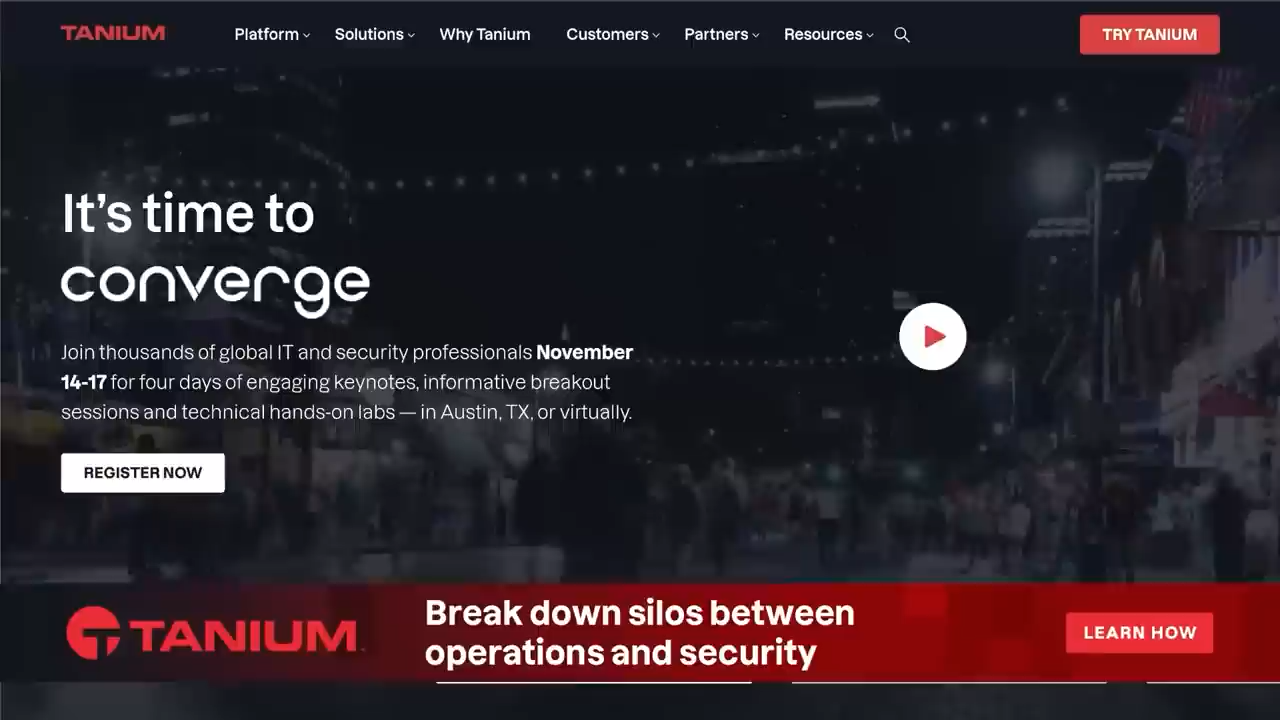 TANIUM
Platform
Solutions
Why Tanium
Customers
Partners
Resources
TRY TANIUM
It's time to
converge
Join thousands of global IT and security professionals November
14-17 for four days of engaging keynotes, informative breakout
sessions and technical hands-on labs — in Austin, TX, or virtually.
REGISTER NOW
TANIUM
Break down silos between
operations and security
LEARN HOW